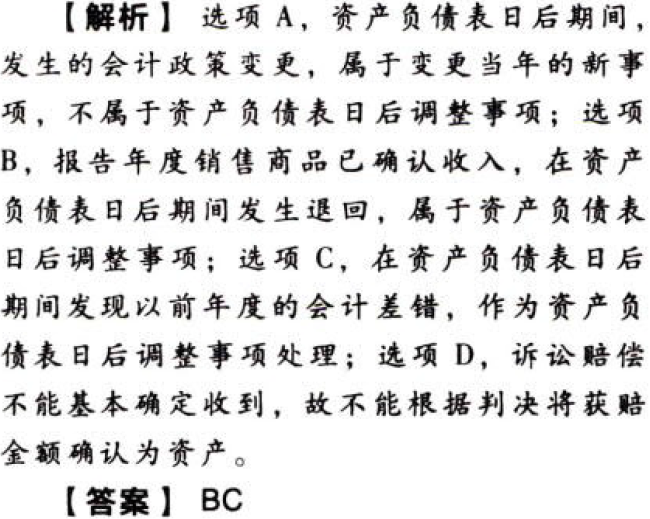 【解析】 选项 A，资产负债表日后期间，
发生的会计政策变更，属于变更当年的新事
项，不属于资产负债表日后调整事项；选项
B，报告年度销售商品已确认收入，在资产
负债表日后期间发生退回，属于资产负债表
日后调整事项；选项 C，在资产负债表日后
期间发现以前年度的会计差错，作为资产负
债表日后调整事项处理；选项 D，诉讼赔偿
不能基本确定收到，故不能根据判决将获赔
金额确认为资产。
【答案】 BC